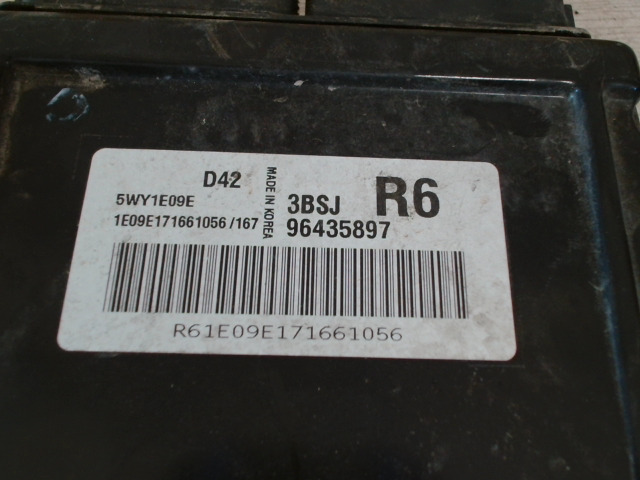 D42
5WY1E09E
1E09E171661056 /167
MADE IN KOREA
3BSJ R6
96435897
R61E09E171661056